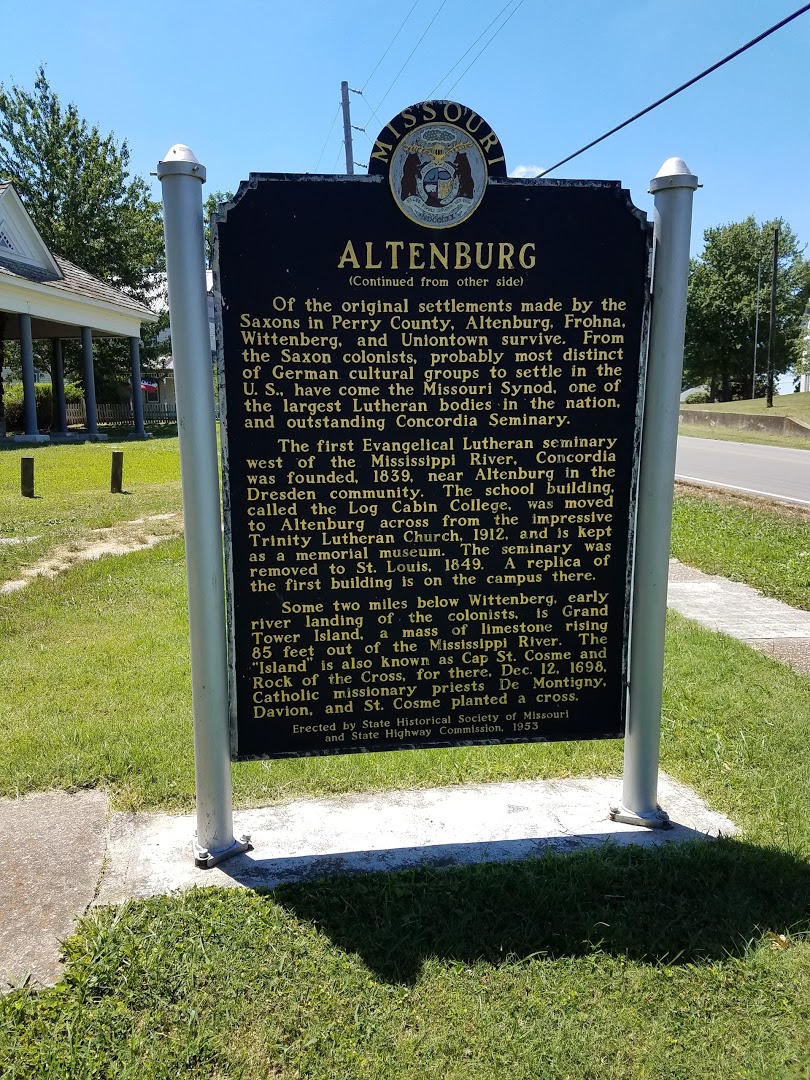 MISSOURI
ALTENBURG
(Continued from other side)
Of the original settlements made by the
Saxons in Perry County, Altenburg, Frohna,
Wittenberg, and Uniontown survive. From
the Saxon colonists, probably most distinct
of German cultural groups to settle in the
U. S., have come the Missouri Synod, one of
the largest Lutheran bodies in the nation,
and outstanding Concordia Seminary.
The first Evangelical Lutheran seminary
west of the Mississippi River, Concordia
was founded, 1839, near Altenburg in the
Dresden community. The school building,
called the Log Cabin College, was moved
to Altenburg across from the impressive
Trinity Lutheran Church, 1912, and is kept
as a memorial museum. The seminary was
removed to St. Louis, 1849. A replica of
the first building is on the campus there.
Some two miles below Wittenberg, early
river landing of the colonists, is Grand
Tower Island, a mass of limestone rising
85 feet out of the Mississippi River. The
"Island" is also known as Cap St. Cosme and
Rock of the Cross, for there, Dec. 12, 1698,
Catholic missionary priests De Montigny,
Davion, and St. Cosme planted a cross.
Erected by State Historical Society of Missouri
and State Highway Commission, 1953